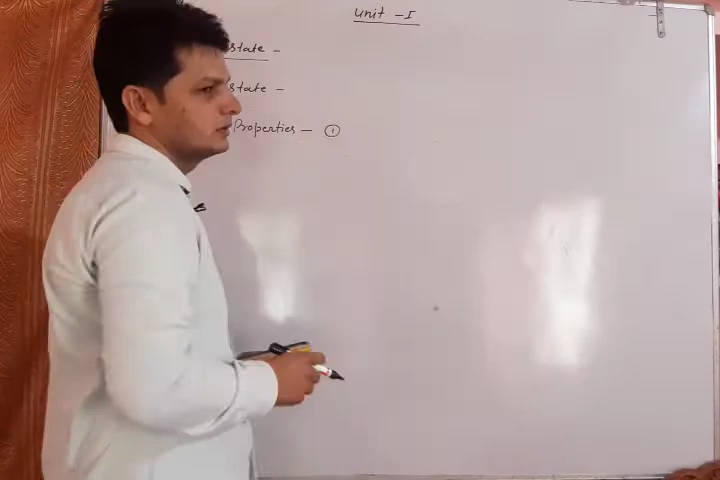 Unit - I
state -
state -
Properties - ①